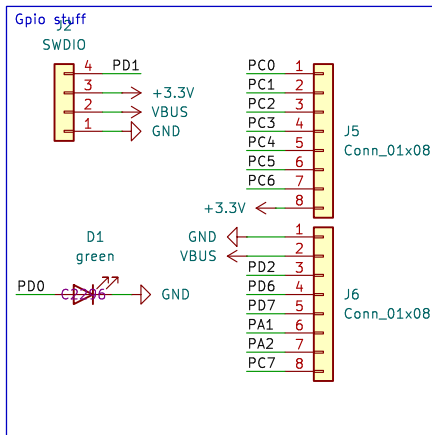 Gpio stuff
J2
SWDIO
4 PD1
3 +3.3V
2 VBUS
1 GND
D1
green
PD0 GND
PC0 1
PC1 2
PC2 3
PC3 4
PC4 5
PC5 6
PC6 7
+3.3V 8
J5
Conn_01x08
GND 1
VBUS 2
PD2 3
PD6 4
PD7 5
PA1 6
PA2 7
PC7 8
J6
Conn_01x08